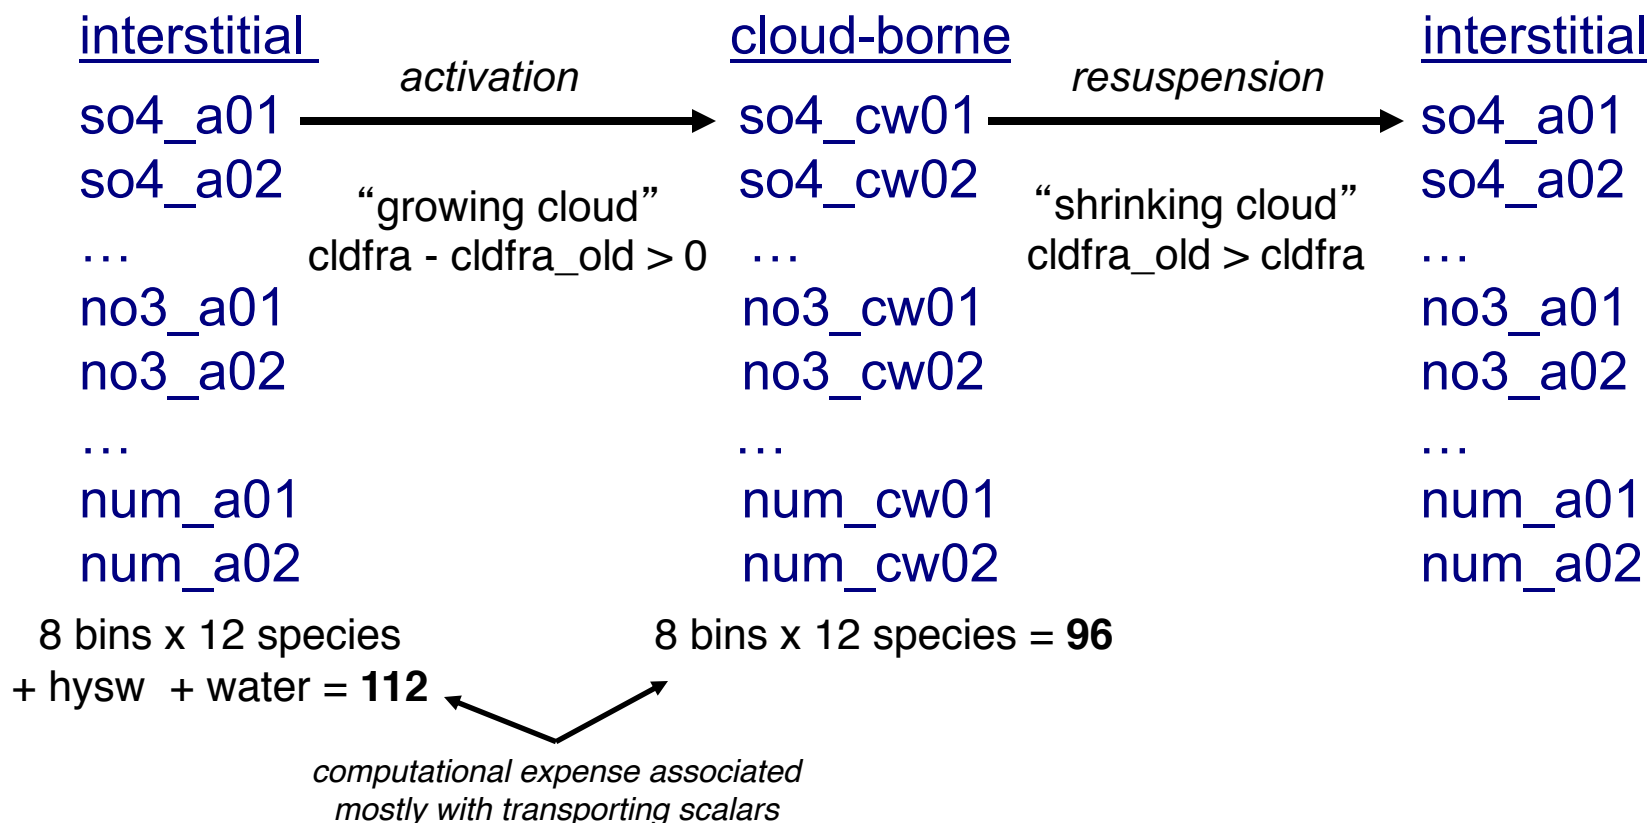 interstitial
so4_a01
so4_a02
…
no3_a01
no3_a02
…
num_a01
num_a02
8 bins x 12 species
+ hysw + water = 112
activation
“growing cloud”
cldfra - cldfra_old > 0
cloud-borne
so4_cw01
so4_cw02
…
no3_cw01
no3_cw02
…
num_cw01
num_cw02
8 bins x 12 species = 96
resuspension
“shrinking cloud”
cldfra_old > cldfra
interstitial
so4_a01
so4_a02
…
no3_a01
no3_a02
…
num_a01
num_a02
computational expense associated
mostly with transporting scalars